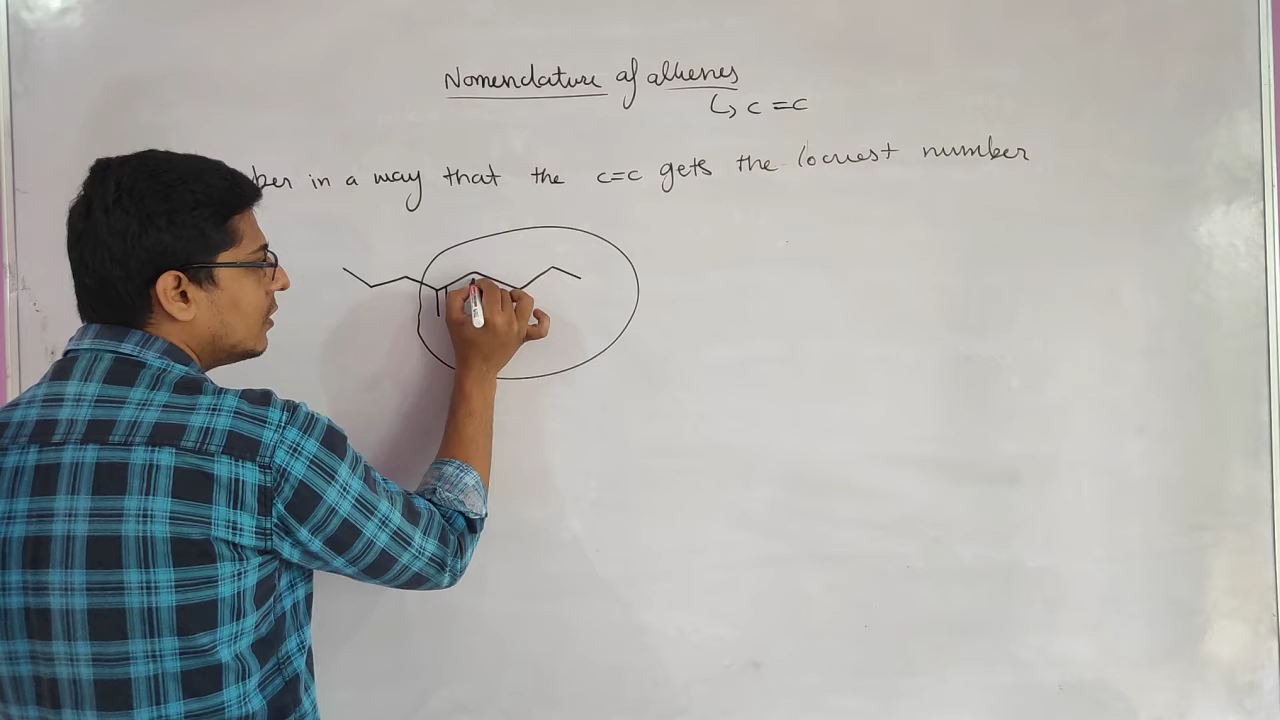 Nomenclature of alkenes
↳ c = c
ber in a way that the c=c gets the lowest number